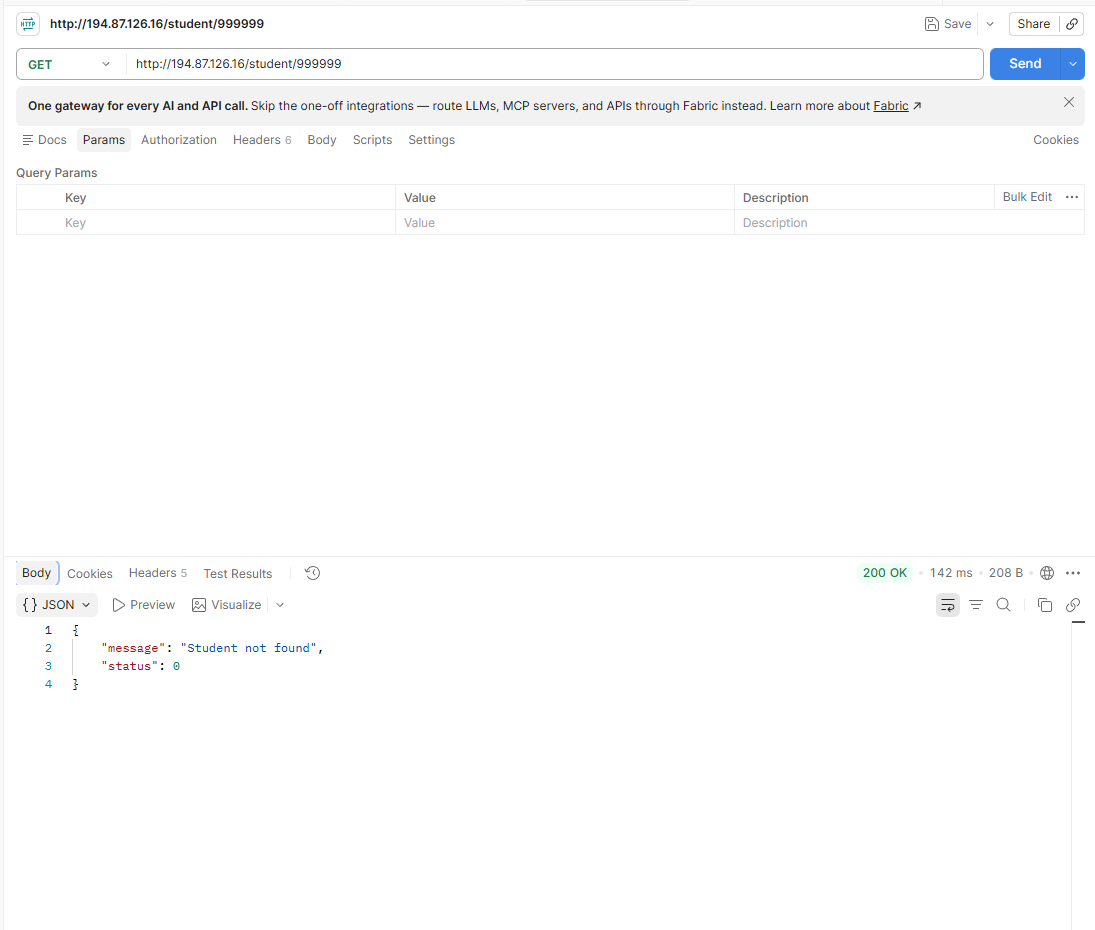 HTTP http://194.87.126.16/student/999999 Save Share
GET http://194.87.126.16/student/999999 Send
One gateway for every AI and API call. Skip the one-off integrations — route LLMs, MCP servers, and APIs through Fabric instead. Learn more about Fabric ↗
Docs Params Authorization Headers 6 Body Scripts Settings Cookies
Query Params
Key Value Description Bulk Edit
Key Value Description
Body Cookies Headers 5 Test Results 200 OK • 142 ms • 208 B •
{} JSON Preview Visualize
1 {
2 "message": "Student not found",
3 "status": 0
4 }